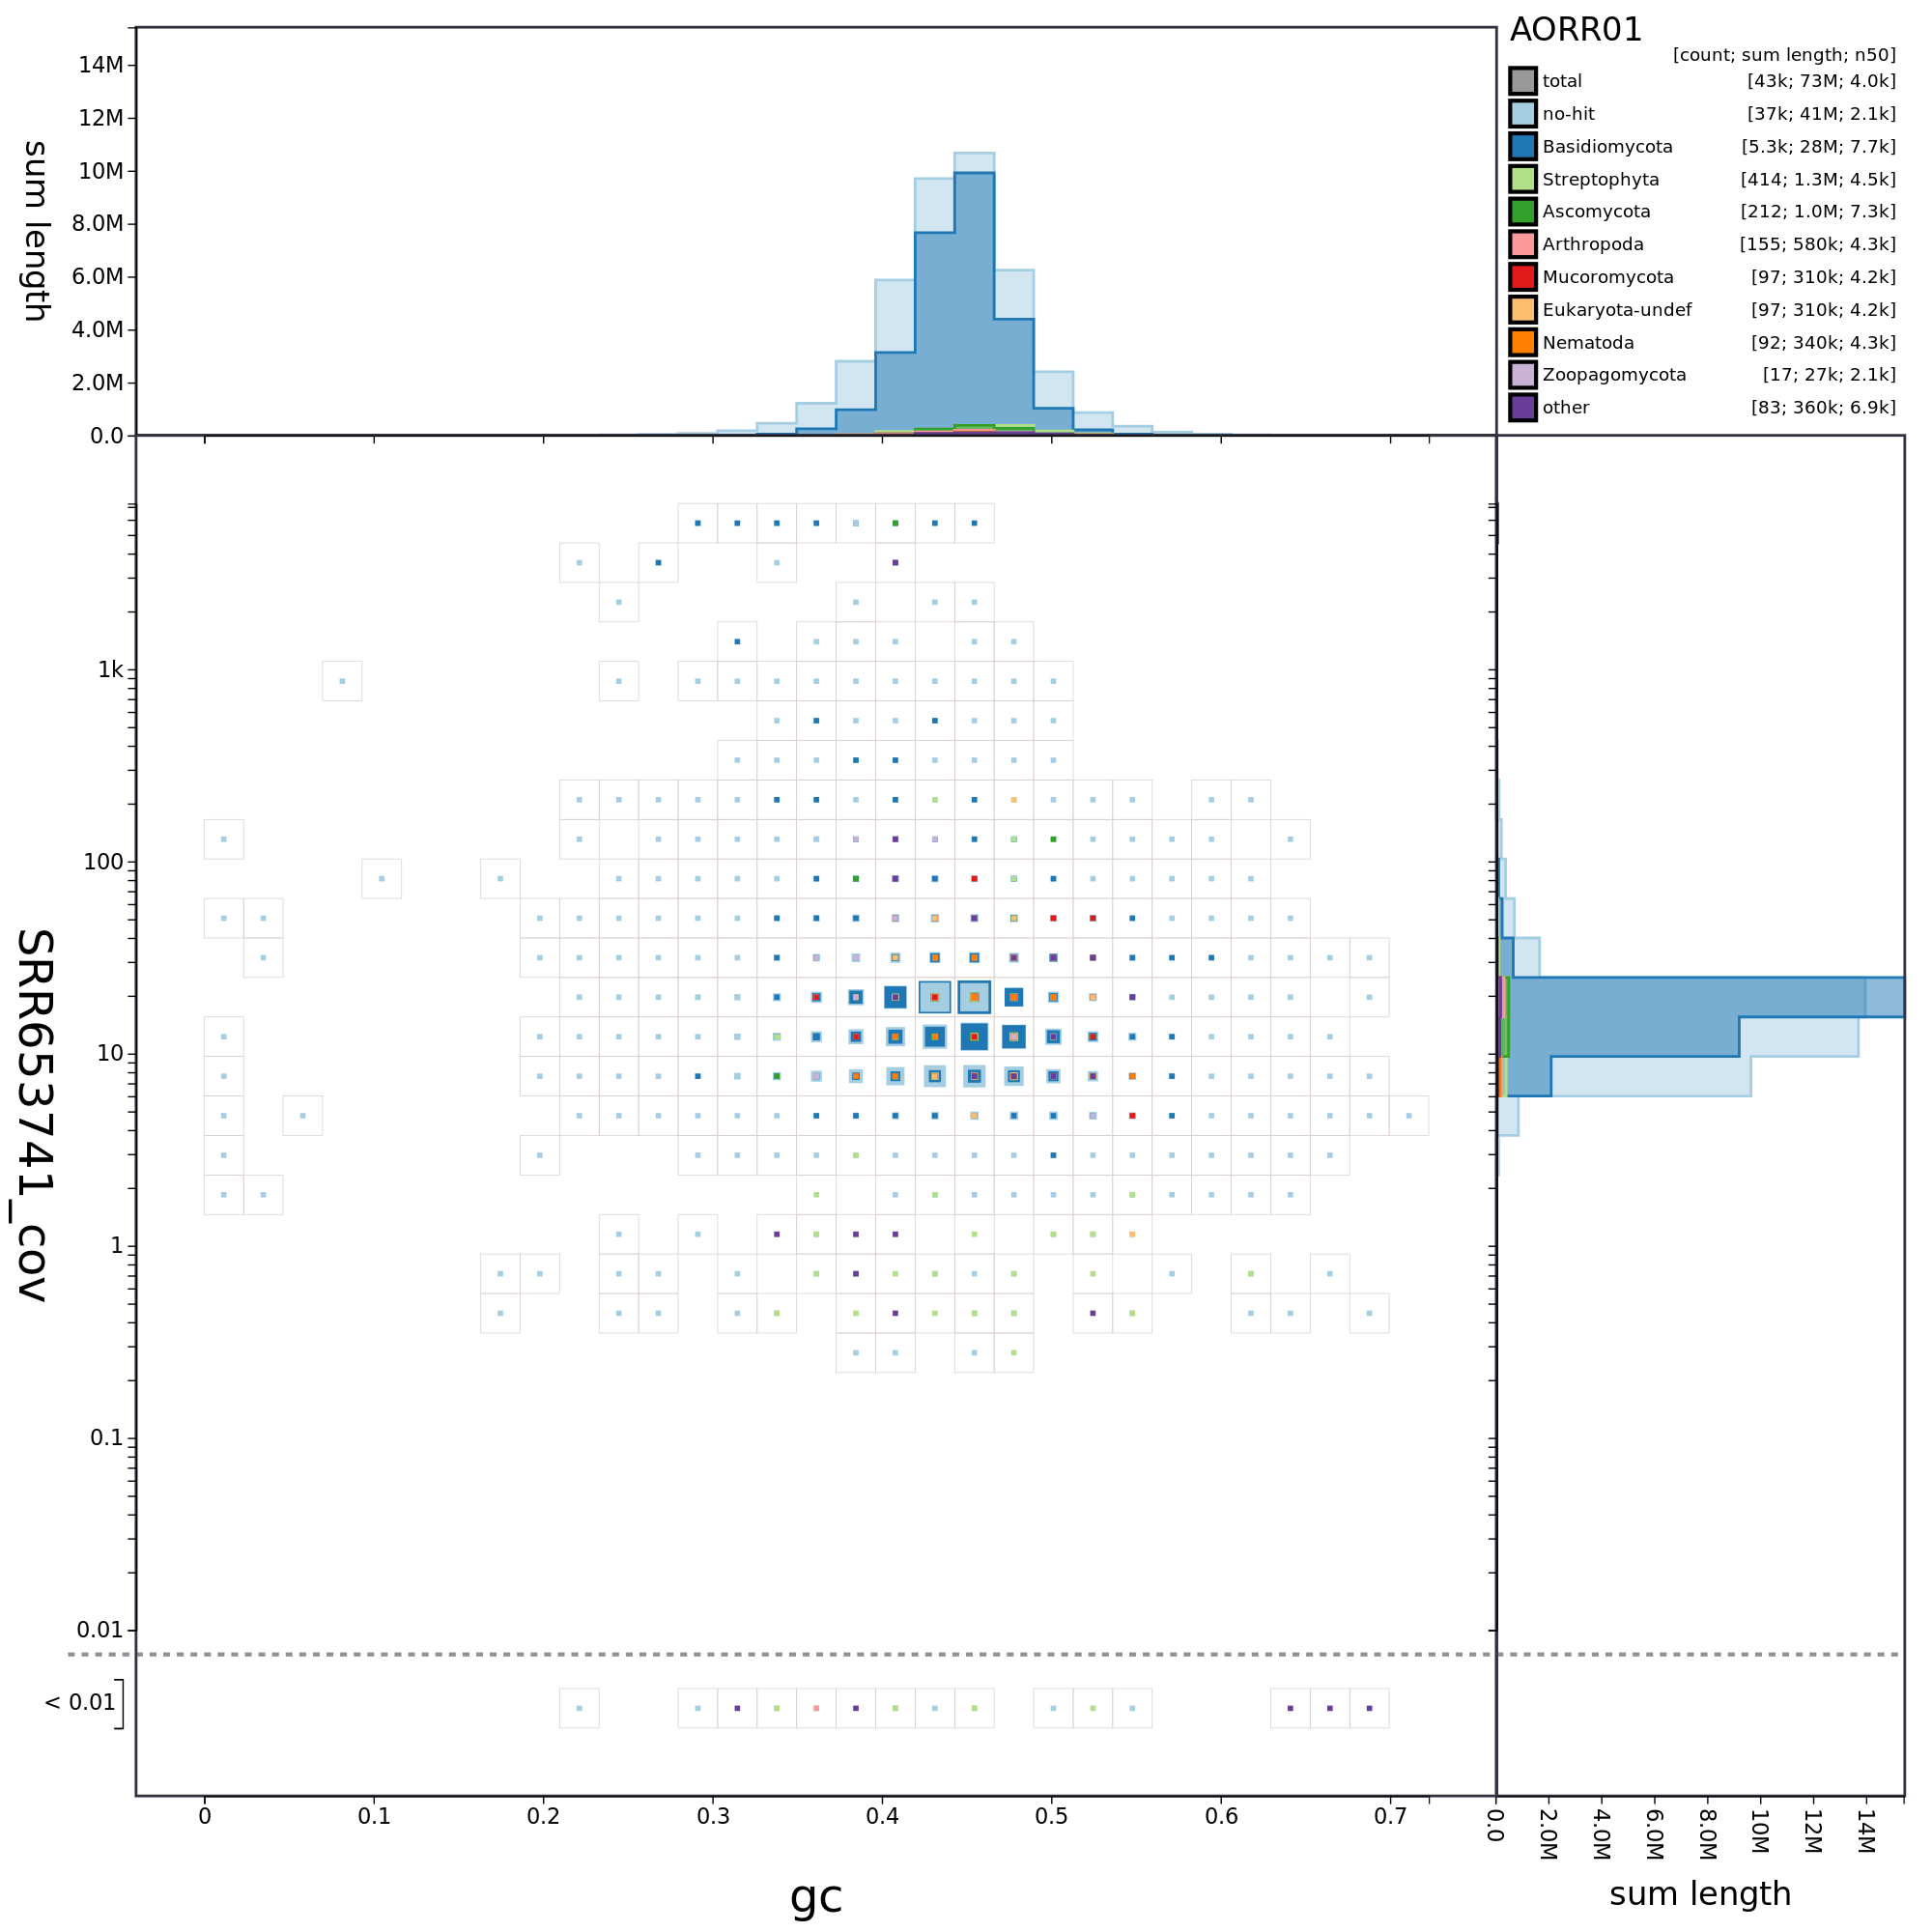 AORR01
[count; sum length; n50]
total [43k; 73M; 4.0k]
no-hit [37k; 41M; 2.1k]
Basidiomycota [5.3k; 28M; 7.7k]
Streptophyta [414; 1.3M; 4.5k]
Ascomycota [212; 1.0M; 7.3k]
Arthropoda [155; 580k; 4.3k]
Mucoromycota [97; 310k; 4.2k]
Eukaryota-undef [97; 310k; 4.2k]
Nematoda [92; 340k; 4.3k]
Zoopagomycota [17; 27k; 2.1k]
other [83; 360k; 6.9k]
sum length
14M
12M
10M
8.0M
6.0M
4.0M
2.0M
0.0
SRR653741_cov
1k
100
10
1
0.1
0.01
< 0.01
0 0.1 0.2 0.3 0.4 0.5 0.6 0.7
gc
0.0 2.0M 4.0M 6.0M 8.0M 10M 12M 14M
sum length